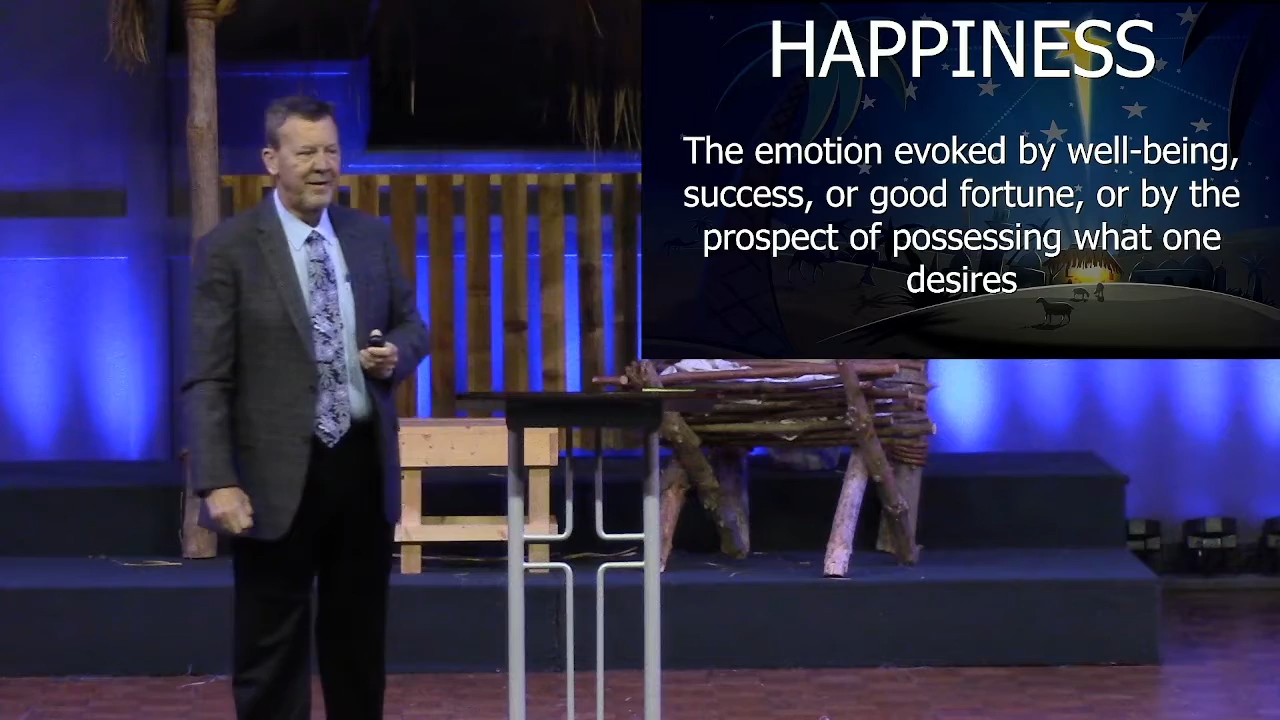 HAPPINESS
The emotion evoked by well-being,
success, or good fortune, or by the
prospect of possessing what one
desires